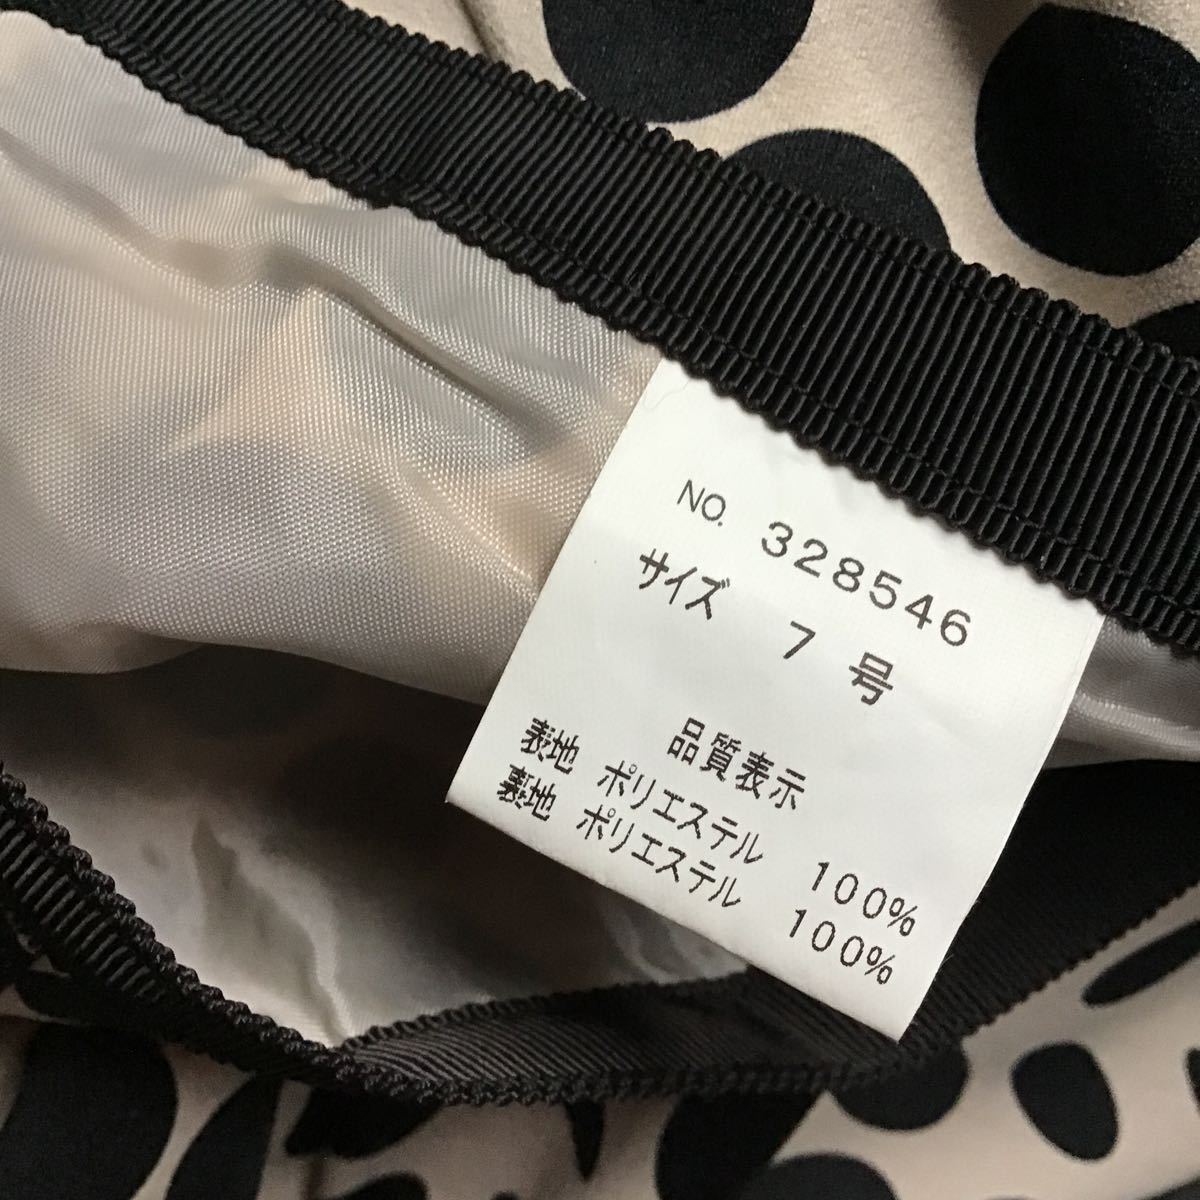 NO. 328546
サイズ 7 号
品質表示
表地 ポリエステル 100%
裏地 ポリエステル 100%